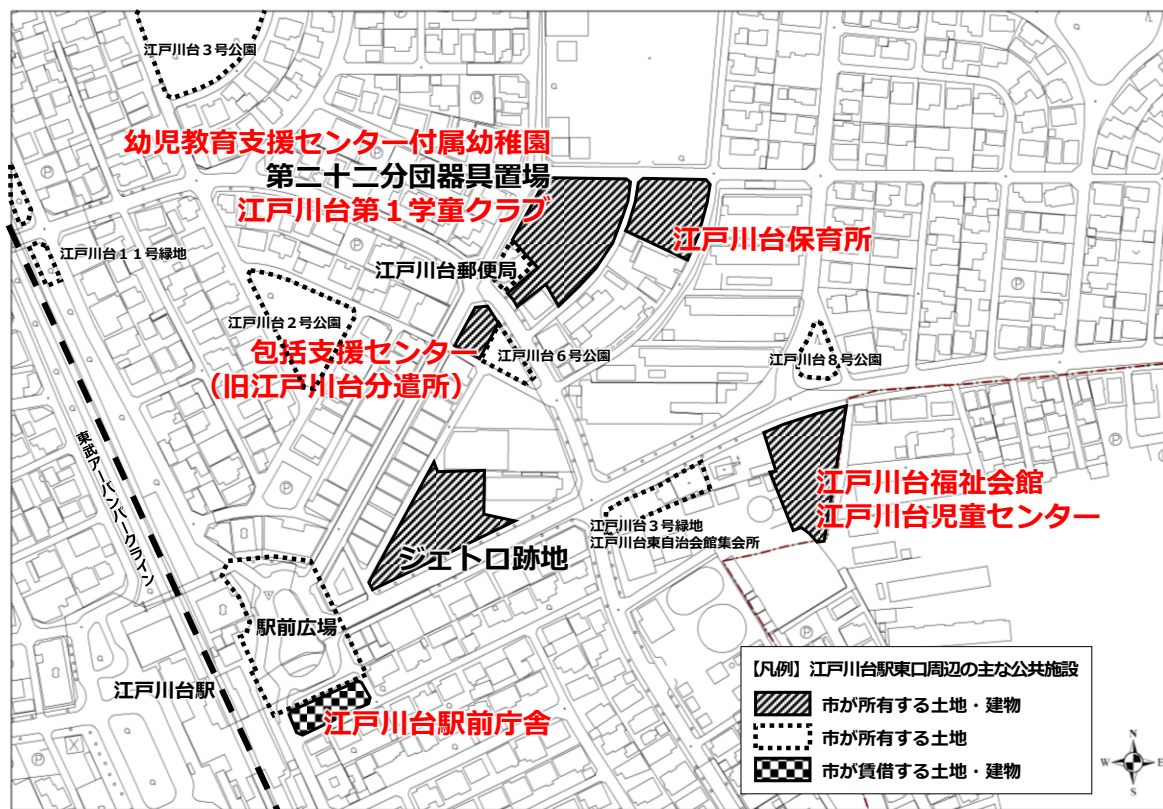 江戸川台３号公園
幼児教育支援センター付属幼稚園
第二十二分団器具置場
江戸川台第１学童クラブ
江戸川台保育所
江戸川台１１号緑地
江戸川台郵便局
江戸川台２号公園
包括支援センター
（旧江戸川台分遣所）
江戸川台６号公園
江戸川台８号公園
東武アーバンパークライン
江戸川台福祉会館
江戸川台児童センター
江戸川台３号緑地
江戸川台東自治会館集会所
ジェトロ跡地
駅前広場
江戸川台駅
江戸川台駅前庁舎
【凡例】江戸川台駅東口周辺の主な公共施設
市が所有する土地・建物
市が所有する土地
市が賃借する土地・建物
N
W E
S